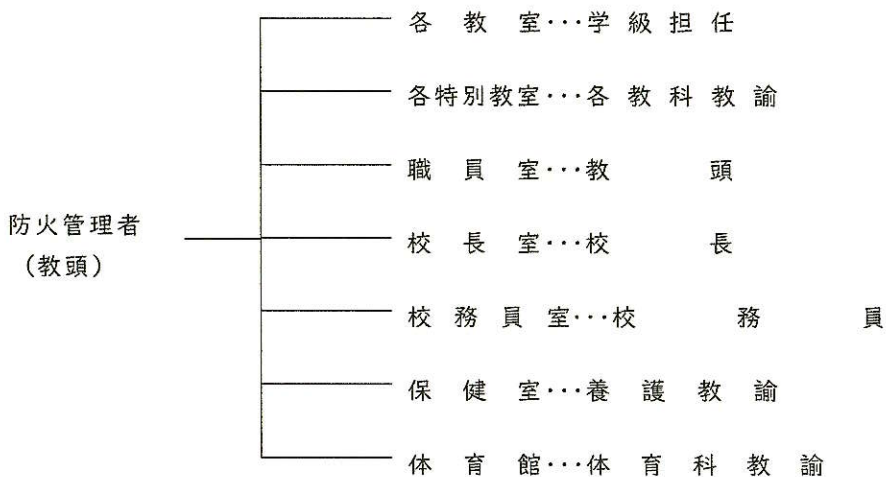 各教室・・・学級担任
各特別教室・・・各教科教諭
職員室・・・教頭
防火管理者
(教頭)
校長室・・・校長
校務員室・・・校務員
保健室・・・養護教諭
体育館・・・体育科教諭